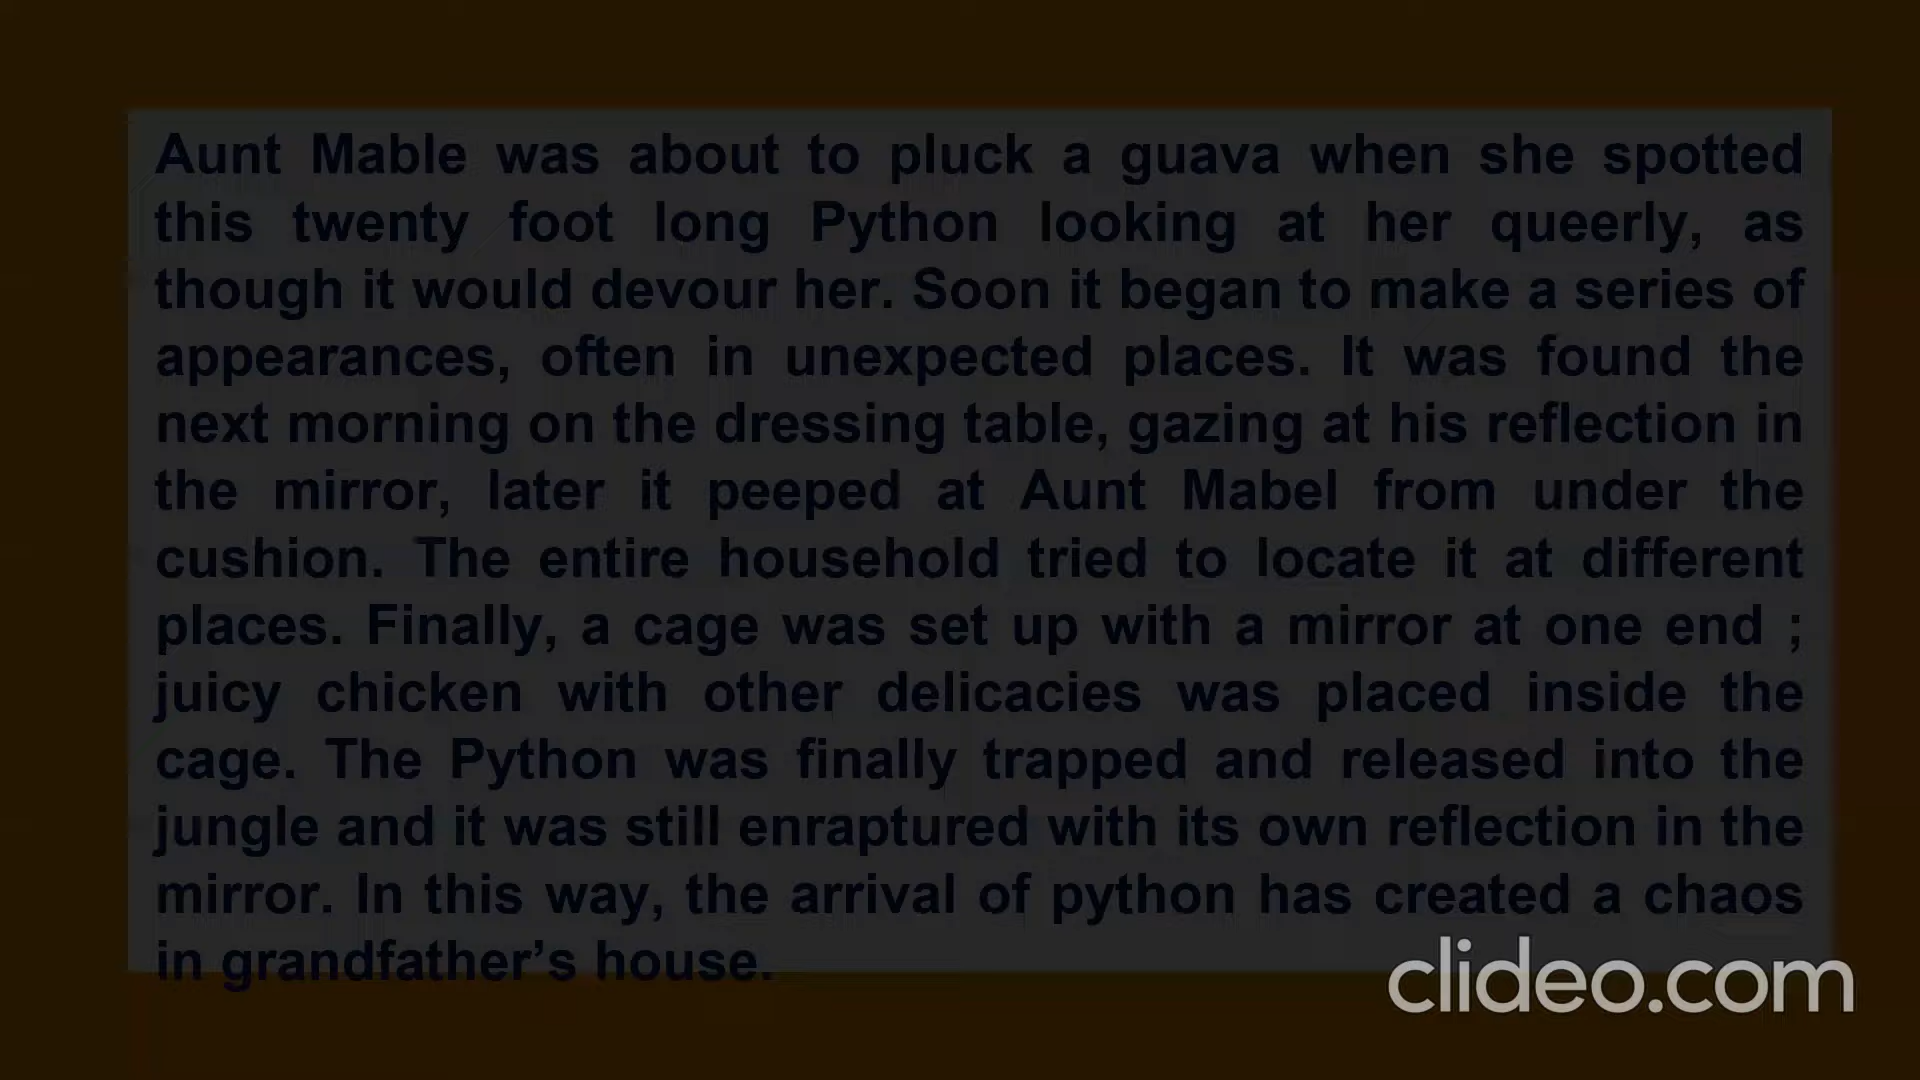 Aunt Mable was about to pluck a guava when she spotted
this twenty foot long Python looking at her queerly, as
though it would devour her. Soon it began to make a series of
appearances, often in unexpected places. It was found the
next morning on the dressing table, gazing at his reflection in
the mirror, later it peeped at Aunt Mabel from under the
cushion. The entire household tried to locate it at different
places. Finally, a cage was set up with a mirror at one end ;
juicy chicken with other delicacies was placed inside the
cage. The Python was finally trapped and released into the
jungle and it was still enraptured with its own reflection in the
mirror. In this way, the arrival of python has created a chaos
in grandfather’s house.
clideo.com